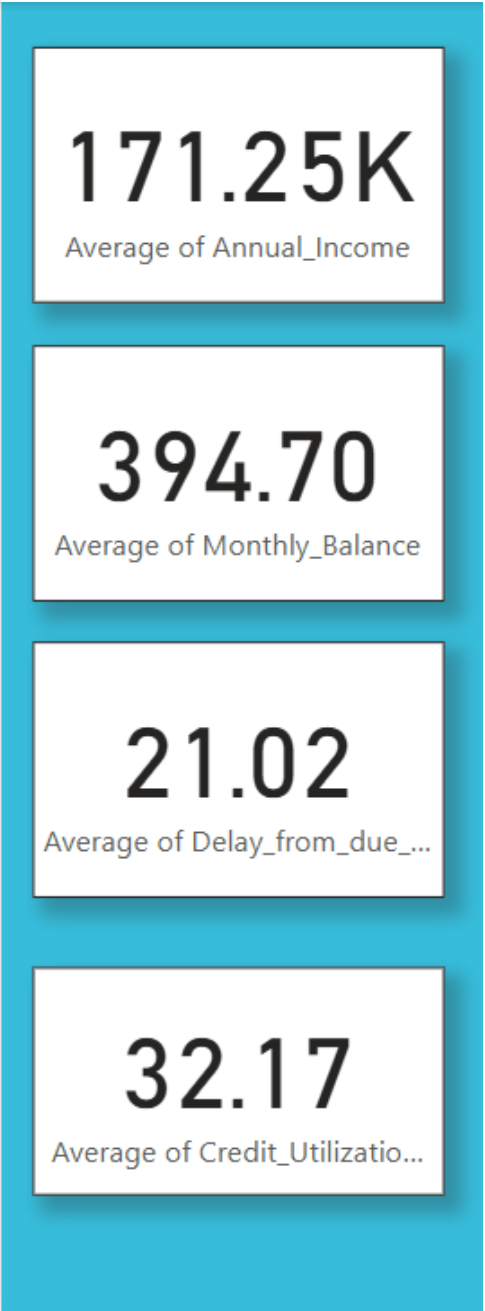 171.25K
Average of Annual_Income
394.70
Average of Monthly_Balance
21.02
Average of Delay_from_due_...
32.17
Average of Credit_Utilizatio...